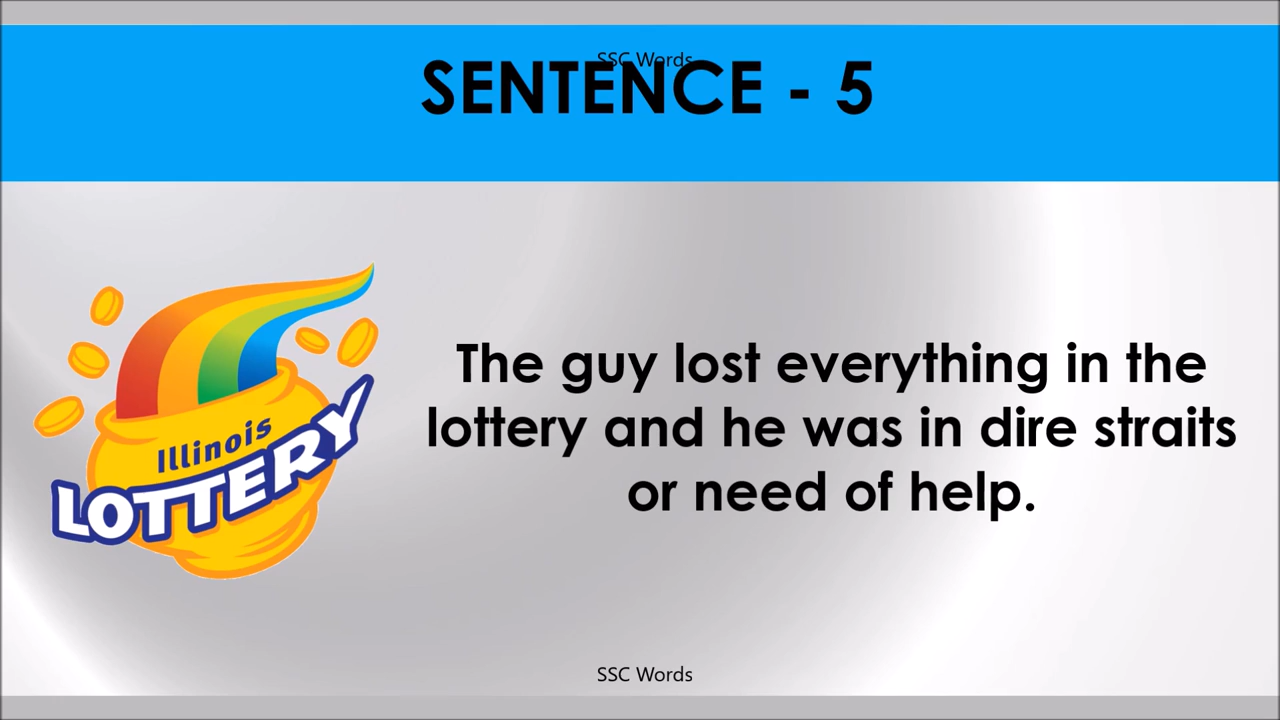 SSC Words
SENTENCE - 5
Illinois
LOTTERY
The guy lost everything in the
lottery and he was in dire straits
or need of help.
SSC Words